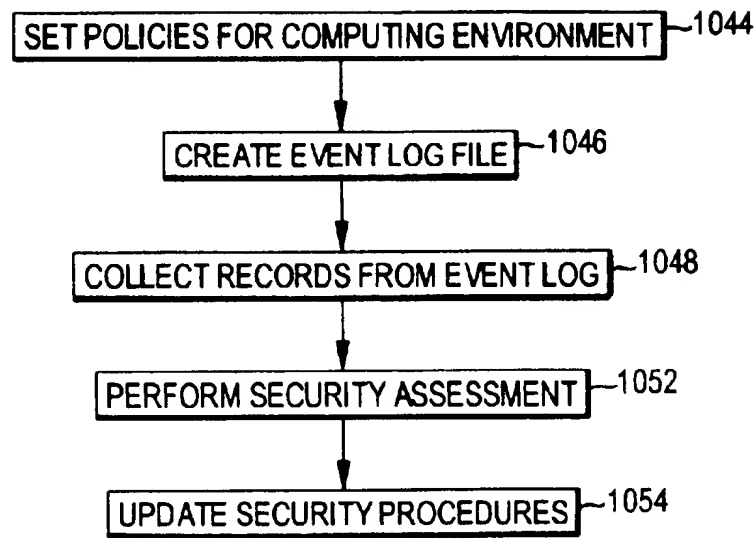 SET POLICIES FOR COMPUTING ENVIRONMENT 1044
CREATE EVENT LOG FILE 1046
COLLECT RECORDS FROM EVENT LOG 1048
PERFORM SECURITY ASSESSMENT 1052
UPDATE SECURITY PROCEDURES 1054